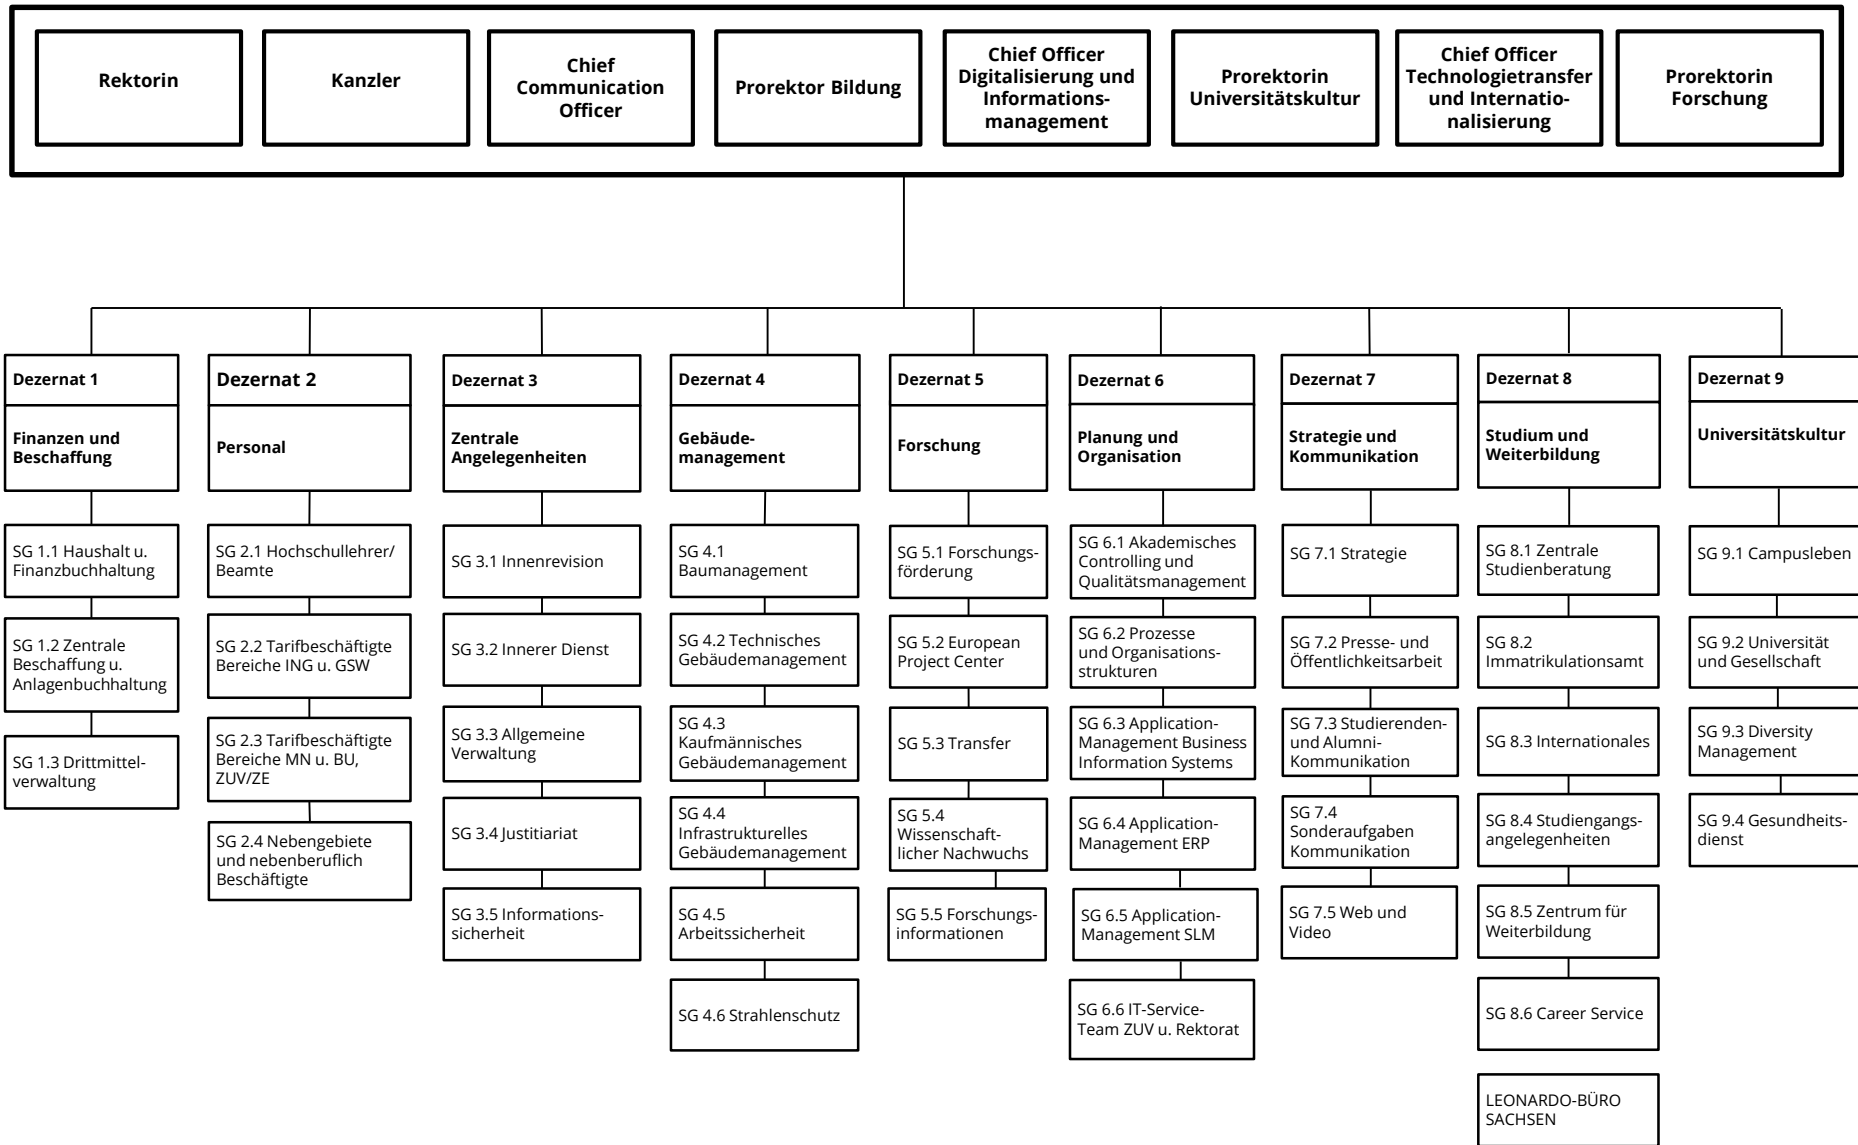 Rektorin
Kanzler
Chief
Communication
Officer
Prorektor Bildung
Chief Officer
Digitalisierung und
Informations-
management
Prorektorin
Universitätskultur
Chief Officer
Technologietransfer
und Internatio-
nalisierung
Prorektorin
Forschung
Dezernat 1
Finanzen und
Beschaffung
SG 1.1 Haushalt u.
Finanzbuchhaltung
SG 1.2 Zentrale
Beschaffung u.
Anlagenbuchhaltung
SG 1.3 Drittmittel-
verwaltung
Dezernat 2
Personal
SG 2.1 Hochschullehrer/
Beamte
SG 2.2 Tarifbeschäftigte
Bereiche ING u. GSW
SG 2.3 Tarifbeschäftigte
Bereiche MN u. BU,
ZUV/ZE
SG 2.4 Nebengebiete
und nebenberuflich
Beschäftigte
Dezernat 3
Zentrale
Angelegenheiten
SG 3.1 Innenrevision
SG 3.2 Innerer Dienst
SG 3.3 Allgemeine
Verwaltung
SG 3.4 Justitiariat
SG 3.5 Informations-
sicherheit
Dezernat 4
Gebäude-
management
SG 4.1
Baumanagement
SG 4.2 Technisches
Gebäudemanagement
SG 4.3
Kaufmännisches
Gebäudemanagement
SG 4.4
Infrastrukturelles
Gebäudemanagement
SG 4.5
Arbeitssicherheit
SG 4.6 Strahlenschutz
Dezernat 5
Forschung
SG 5.1 Forschungs-
förderung
SG 5.2 European
Project Center
SG 5.3 Transfer
SG 5.4
Wissenschaft-
licher Nachwuchs
SG 5.5 Forschungs-
informationen
Dezernat 6
Planung und
Organisation
SG 6.1 Akademisches
Controlling und
Qualitätsmanagement
SG 6.2 Prozesse
und Organisations-
strukturen
SG 6.3 Application-
Management Business
Information Systems
SG 6.4 Application-
Management ERP
SG 6.5 Application-
Management SLM
SG 6.6 IT-Service-
Team ZUV u. Rektorat
Dezernat 7
Strategie und
Kommunikation
SG 7.1 Strategie
SG 7.2 Presse- und
Öffentlichkeitsarbeit
SG 7.3 Studierenden-
und Alumni-
Kommunikation
SG 7.4
Sonderaufgaben
Kommunikation
SG 7.5 Web und
Video
Dezernat 8
Studium und
Weiterbildung
SG 8.1 Zentrale
Studienberatung
SG 8.2
Immatrikulationsamt
SG 8.3 Internationales
SG 8.4 Studiengangs-
angelegenheiten
SG 8.5 Zentrum für
Weiterbildung
SG 8.6 Career Service
LEONARDO-BÜRO
SACHSEN
Dezernat 9
Universitätskultur
SG 9.1 Campusleben
SG 9.2 Universität
und Gesellschaft
SG 9.3 Diversity
Management
SG 9.4 Gesundheits-
dienst